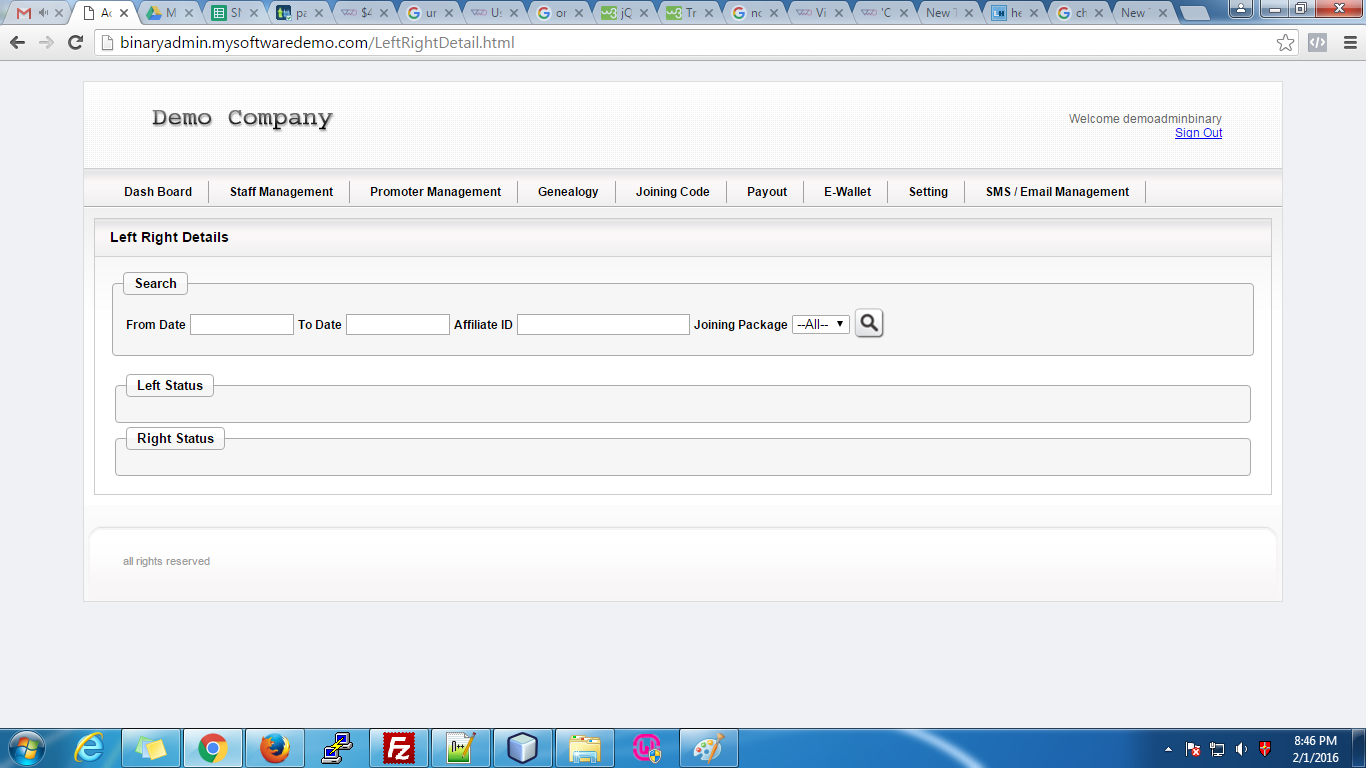 Ac
M
SM
pa
$4
ur
Us
or
jQ
Tr
no
Vi
'C
New T
he
ch
New
binaryadmin.mysoftwaredemo.com/LeftRightDetail.html
Demo Company
Welcome demoadminbinary
Sign Out
Dash Board Staff Management Promoter Management Genealogy Joining Code Payout E-Wallet Setting SMS / Email Management
Left Right Details
Search
From Date To Date Affiliate ID Joining Package --All--
Left Status
Right Status
all rights reserved
8:46 PM
2/1/2016